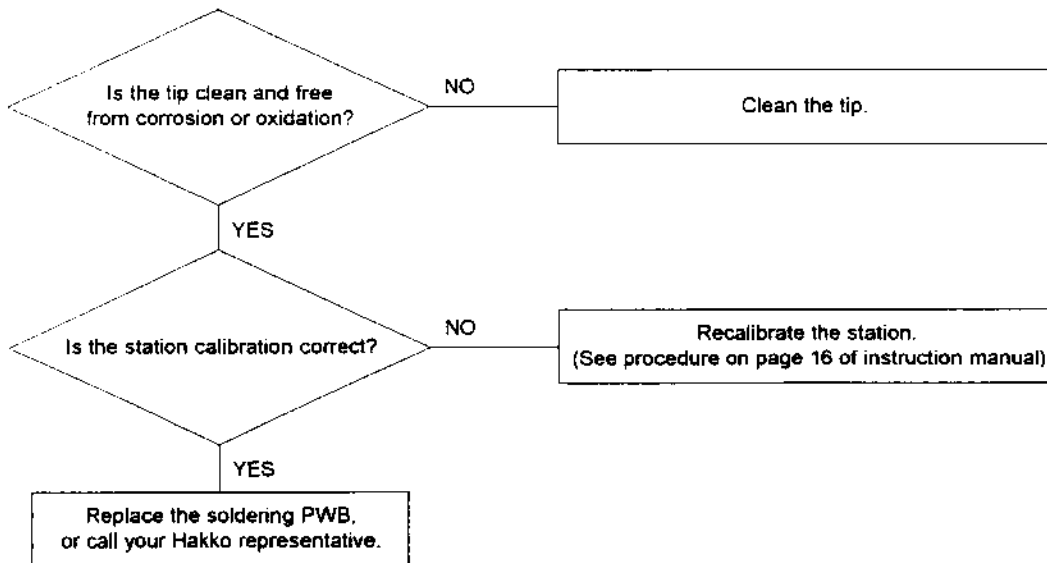 Is the tip clean and free
from corrosion or oxidation?
NO
Clean the tip.
YES
Is the station calibration correct?
NO
Recalibrate the station.
(See procedure on page 16 of instruction manual)
YES
Replace the soldering PWB,
or call your Hakko representative.